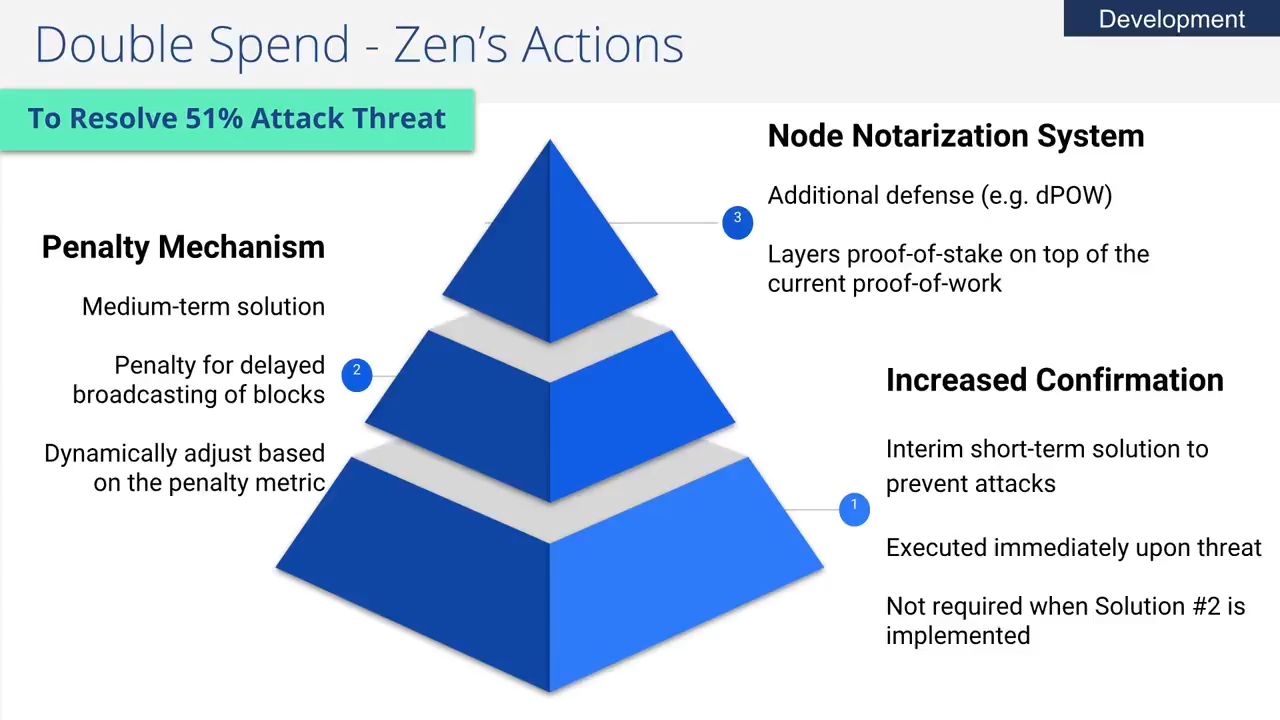 Development
Double Spend - Zen's Actions
To Resolve 51% Attack Threat
Node Notarization System
Additional defense (e.g. dPOW)
3
Layers proof-of-stake on top of the
current proof-of-work
Penalty Mechanism
Medium-term solution
Penalty for delayed
broadcasting of blocks
2
Dynamically adjust based
on the penalty metric
Increased Confirmation
Interim short-term solution to
prevent attacks
1
Executed immediately upon threat
Not required when Solution #2 is
implemented